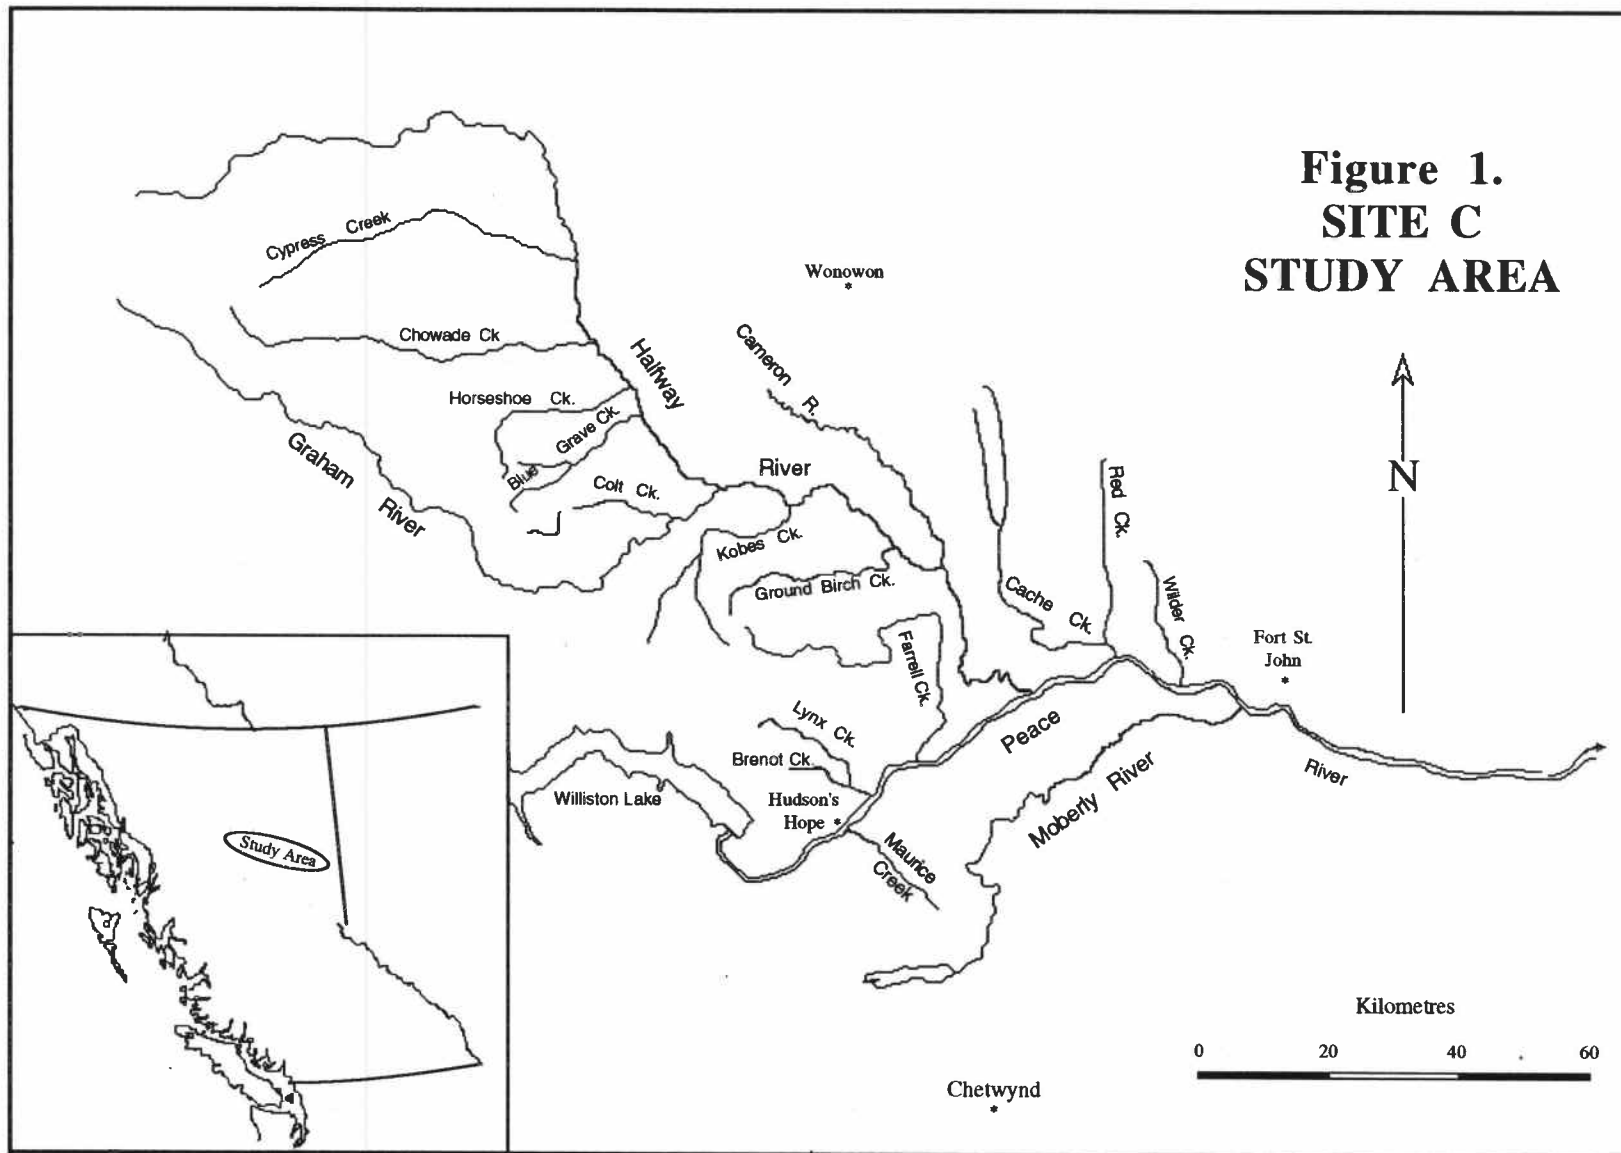 Figure 1.
SITE C
STUDY AREA
Cypress Creek
Wonowon
Chowade Ck
Halfway
Cameron R.
Horseshoe Ck.
Blue Grave Ck.
Graham
River
River
Colt Ck.
N
Red Ck.
Kobes Ck.
Ground Birch Ck.
Cache Ck.
Wilder Ck.
Fort St.
John
Farrell Ck.
Lynx Ck.
Peace
River
Brenot Ck.
Moberly River
Williston Lake
Hudson's
Hope
Maurice
Creek
Study Area
Kilometres
0 20 40 60
Chetwynd